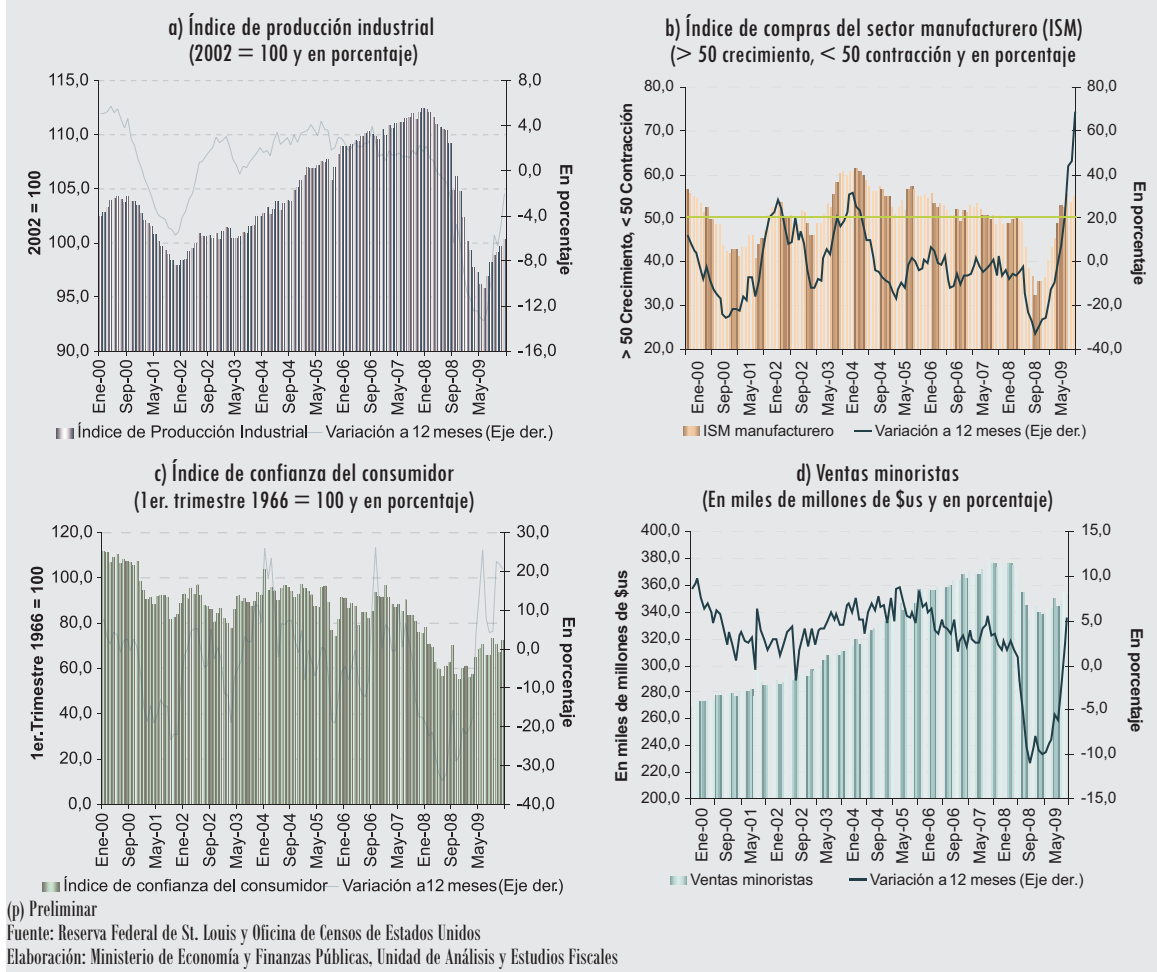 a) Índice de producción industrial
(2002 = 100 y en porcentaje)
115,0
110,0
105,0
100,0
95,0
90,0
2002 = 100
8,0
4,0
0,0
-4,0
-8,0
-12,0
-16,0
En porcentaje
Ene-00
Sep-00
May-01
Ene-02
Sep-02
May-03
Ene-04
Sep-04
May-05
Ene-06
Sep-06
May-07
Ene-08
Sep-08
May-09
Índice de Producción Industrial
Variación a 12 meses (Eje der.)
b) Índice de compras del sector manufacturero (ISM)
(> 50 crecimiento, < 50 contracción y en porcentaje
80,0
70,0
60,0
50,0
40,0
30,0
20,0
> 50 Crecimiento, < 50 Contracción
80,0
60,0
40,0
20,0
0,0
-20,0
-40,0
En porcentaje
Ene-00
Sep-00
May-01
Ene-02
Sep-02
May-03
Ene-04
Sep-04
May-05
Ene-06
Sep-06
May-07
Ene-08
Sep-08
May-09
ISM manufacturero
Variación a 12 meses (Eje der.)
c) Índice de confianza del consumidor
(1er. trimestre 1966 = 100 y en porcentaje)
120,0
100,0
80,0
60,0
40,0
20,0
0,0
1er.Trimestre 1966 = 100
30,0
20,0
10,0
0,0
-10,0
-20,0
-30,0
-40,0
En porcentaje
Ene-00
Sep-00
May-01
Ene-02
Sep-02
May-03
Ene-04
Sep-04
May-05
Ene-06
Sep-06
May-07
Ene-08
Sep-08
May-09
Índice de confianza del consumidor
Variación a12 meses (Eje der.)
d) Ventas minoristas
(En miles de millones de $us y en porcentaje)
400,0
380,0
360,0
340,0
320,0
300,0
280,0
260,0
240,0
220,0
200,0
En miles de millones de $us
15,0
10,0
5,0
0,0
-5,0
-10,0
-15,0
En porcentaje
Ene-00
Sep-00
May-01
Ene-02
Sep-02
May-03
Ene-04
Sep-04
May-05
Ene-06
Sep-06
May-07
Ene-08
Sep-08
May-09
Ventas minoristas
Variación a 12 meses (Eje der.)
(p) Preliminar
Fuente: Reserva Federal de St. Louis y Oficina de Censos de Estados Unidos
Elaboración: Ministerio de Economía y Finanzas Públicas, Unidad de Análisis y Estudios Fiscales